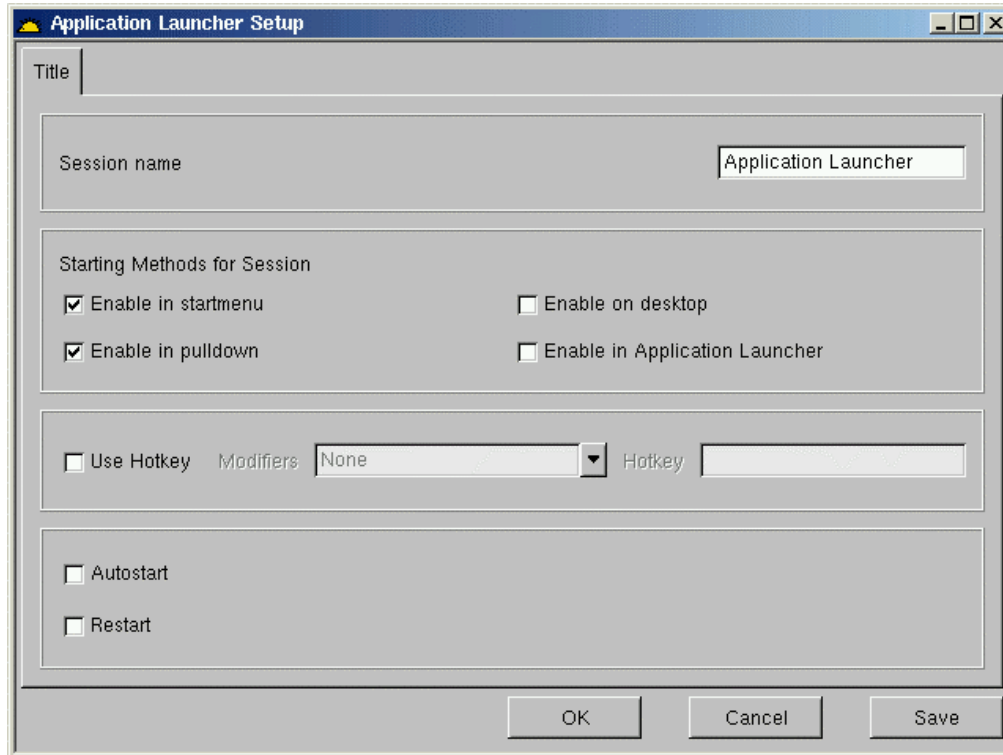 Application Launcher Setup
Title
Session name Application Launcher
Starting Methods for Session
Enable in startmenu Enable on desktop
Enable in pulldown Enable in Application Launcher
Use Hotkey Modifiers None Hotkey
Autostart
Restart
OK Cancel Save